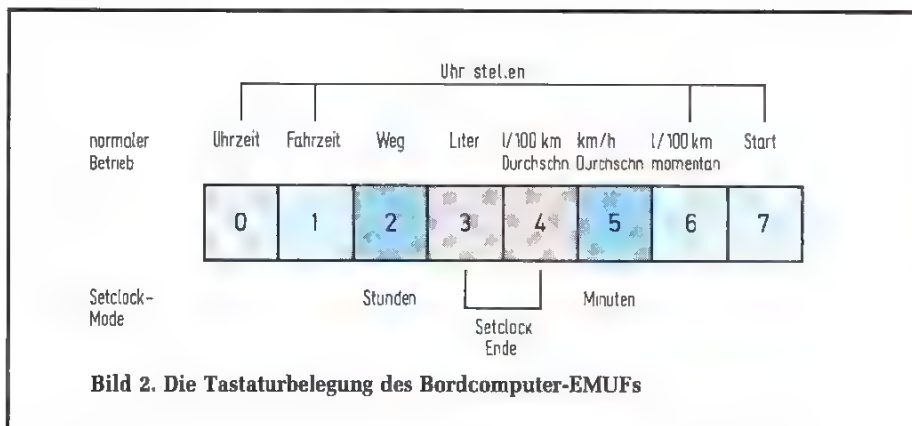 Uhr stel.en
normaler Uhrzeit Fahrzeit Weg Liter l/100 km km/h l/100 km Start
Betrieb Durchschn Durchschn momentan
0 1 2 3 4 5 6 7
Setclock- Stunden Minuten
Mode
Setclock
Ende
Bild 2. Die Tastaturbelegung des Bordcomputer-EMUFs